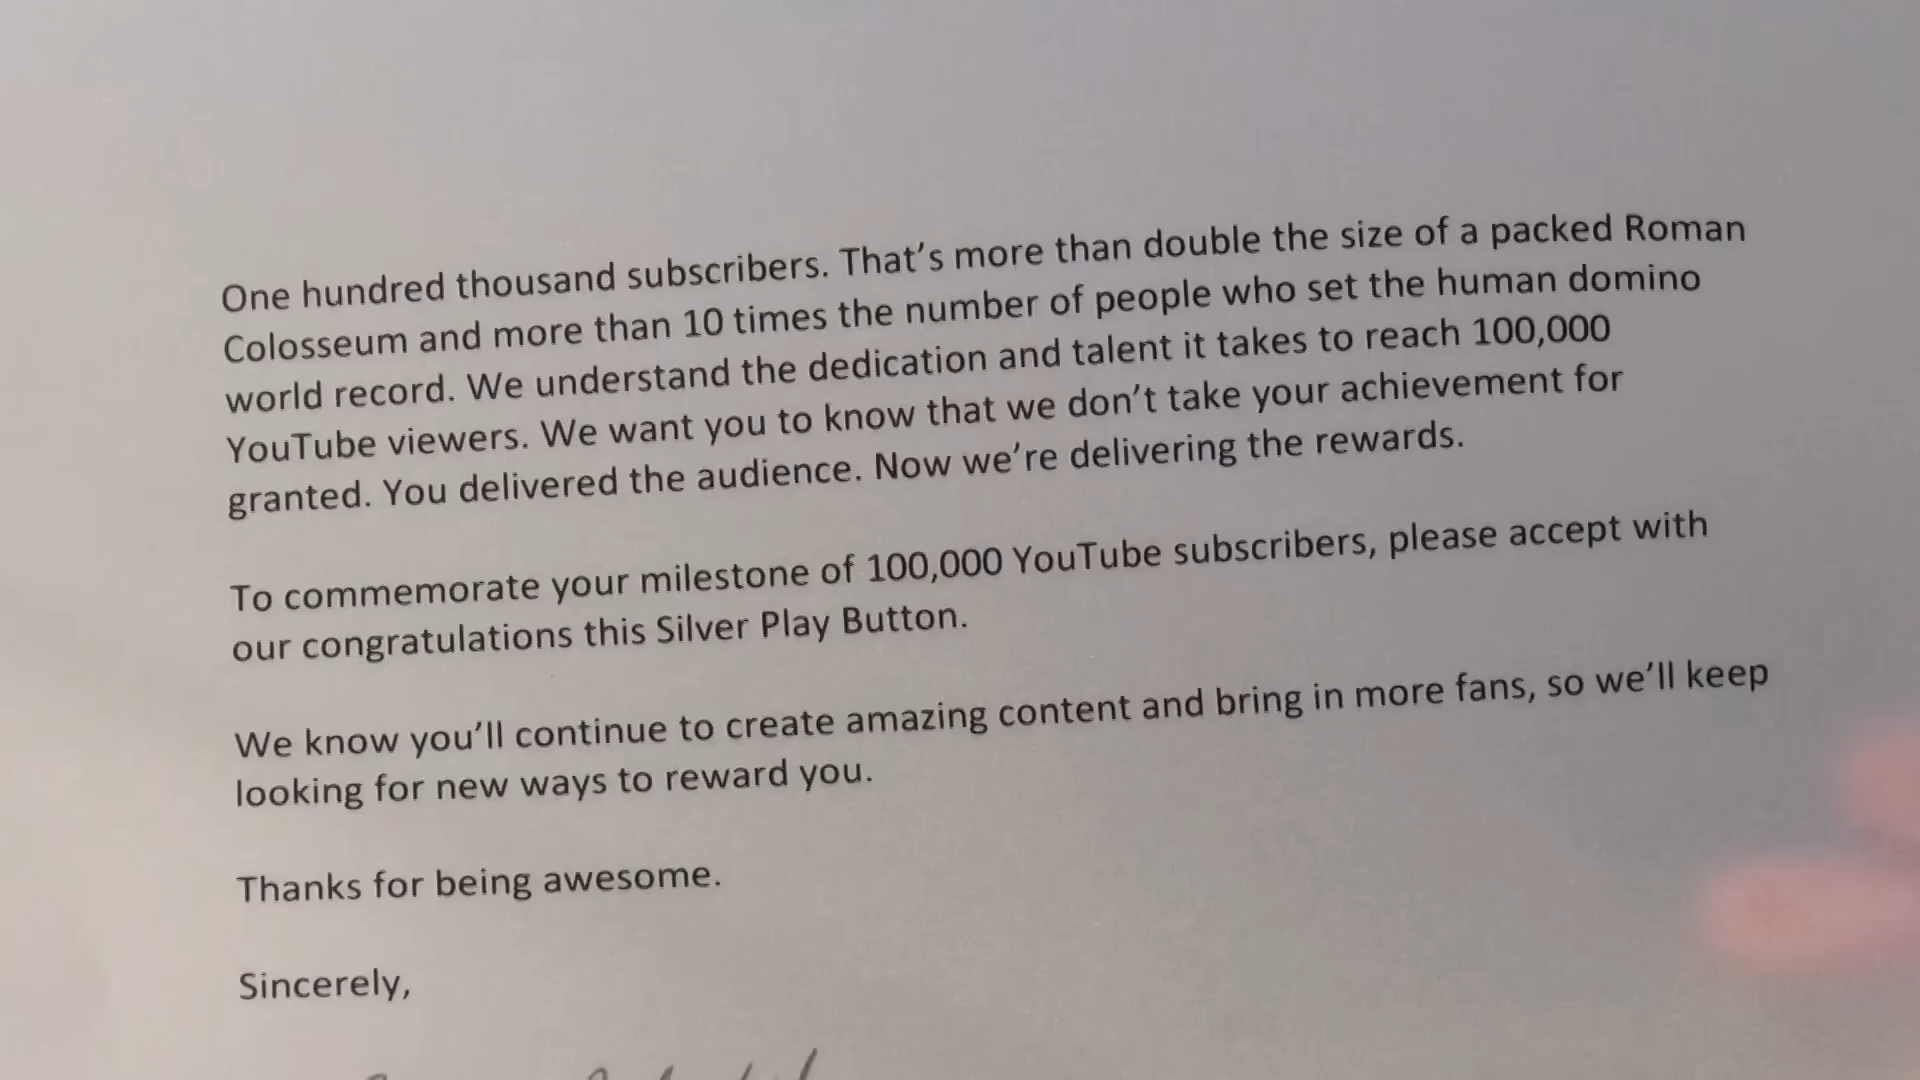 One hundred thousand subscribers. That's more than double the size of a packed Roman
Colosseum and more than 10 times the number of people who set the human domino
world record. We understand the dedication and talent it takes to reach 100,000
YouTube viewers. We want you to know that we don't take your achievement for
granted. You delivered the audience. Now we're delivering the rewards.
To commemorate your milestone of 100,000 YouTube subscribers, please accept with
our congratulations this Silver Play Button.
We know you'll continue to create amazing content and bring in more fans, so we'll keep
looking for new ways to reward you.
Thanks for being awesome.
Sincerely,